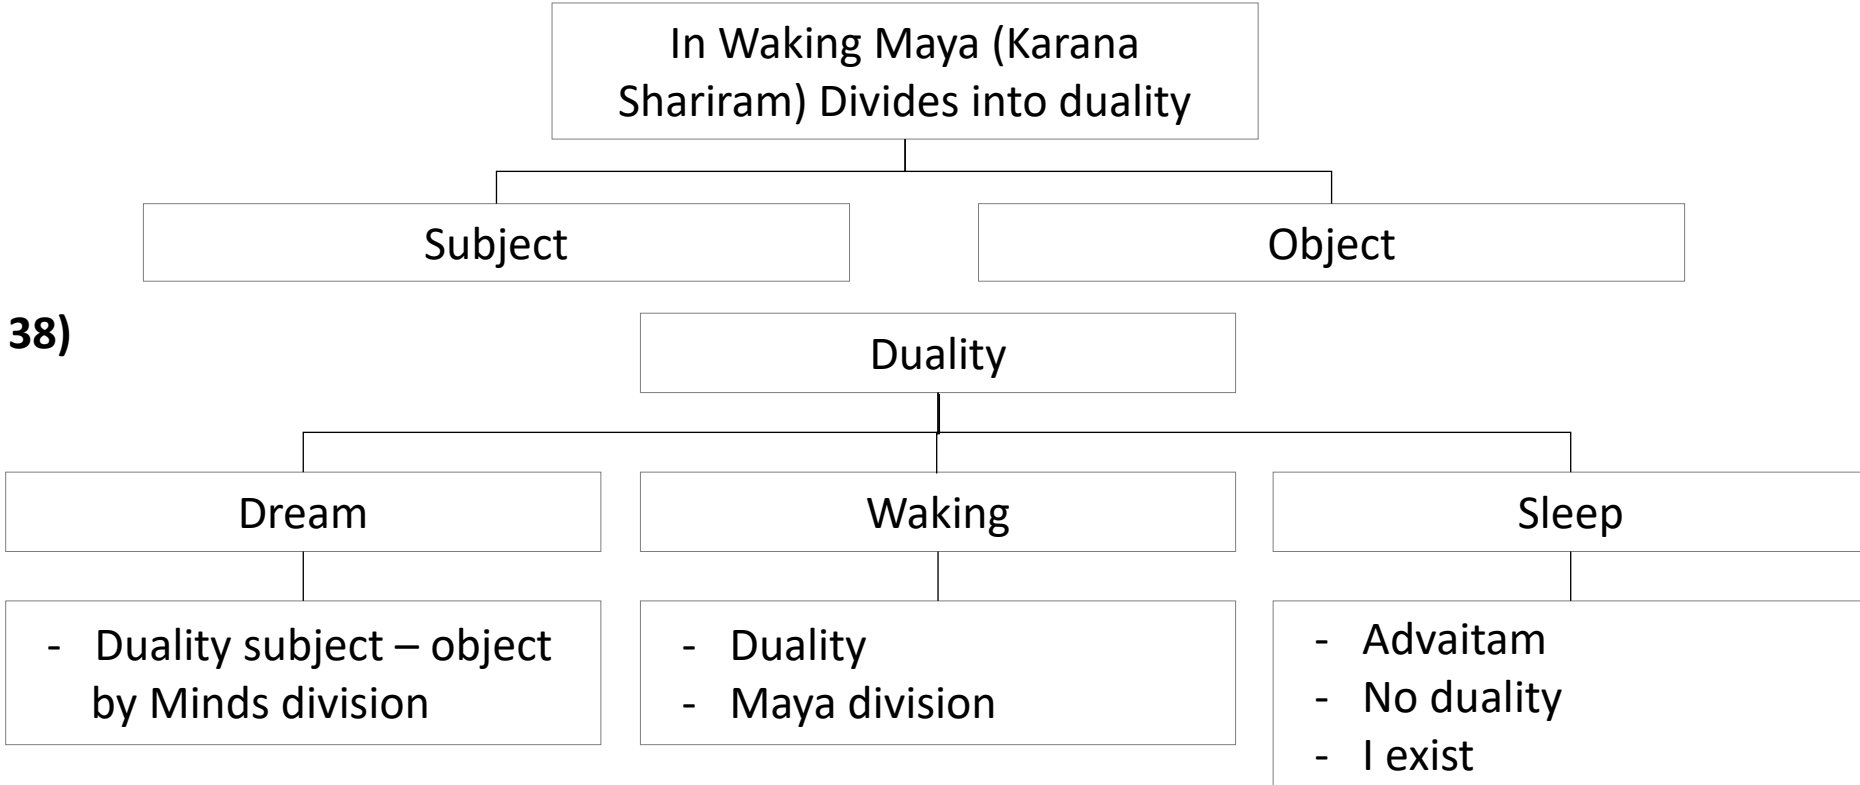 In Waking Maya (Karana
Shariram) Divides into duality
Subject
Object
38)
Duality
Dream
Waking
Sleep
- Duality subject – object
by Minds division
- Duality
- Maya division
- Advaitam
- No duality
- I exist